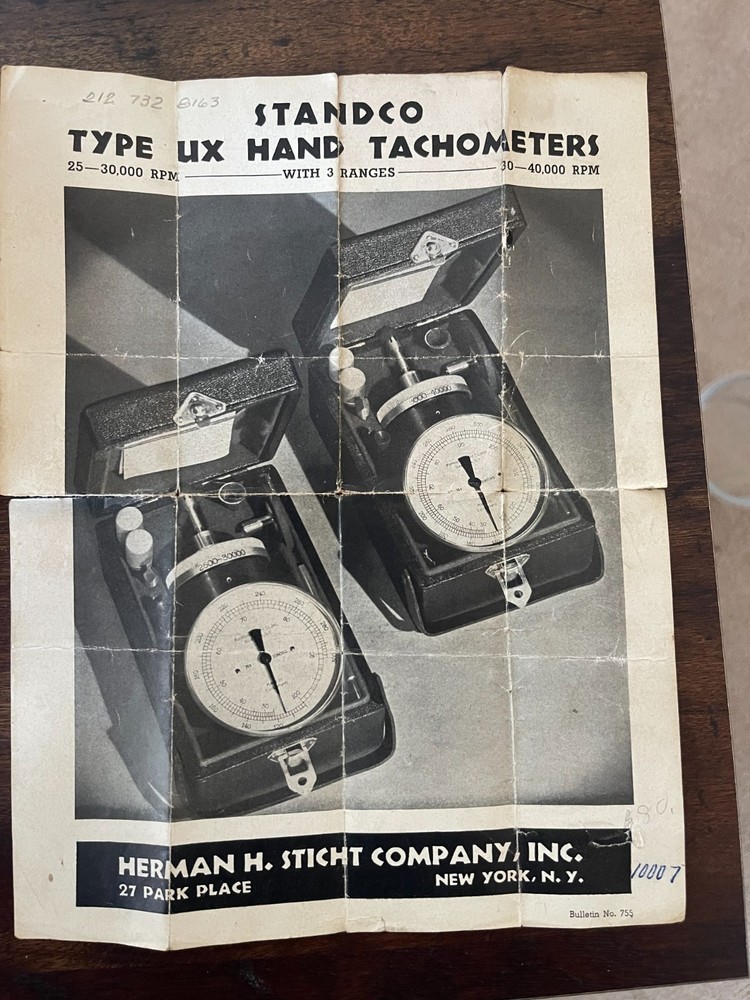 212 732 8163
STANDCO
TYPE UX HAND TACHOMETERS
25—30,000 RPM WITH 3 RANGES 30—40,000 RPM
2500-30000
HERMAN H. STICHT COMPANY, INC.
27 PARK PLACE NEW YORK, N. Y.
10007
Bulletin No. 755